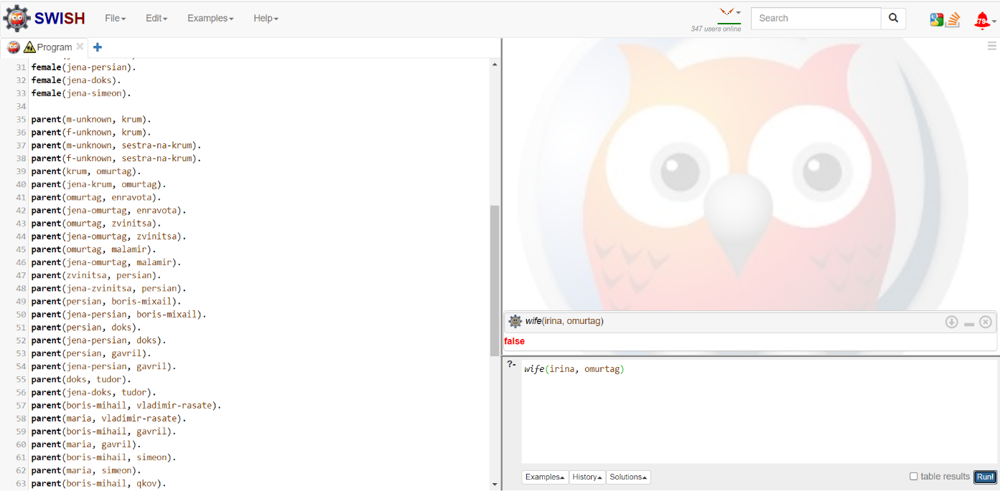 SWISH File Edit Examples Help 347 users online Search 79
Program
31 female(jena-persian).
32 female(jena-doks).
33 female(jena-simeon).
34
35 parent(m-unknown, krum).
36 parent(f-unknown, krum).
37 parent(m-unknown, sestra-na-krum).
38 parent(f-unknown, sestra-na-krum).
39 parent(krum, omurtag).
40 parent(jena-krum, omurtag).
41 parent(omurtag, enravota).
42 parent(jena-omurtag, enravota).
43 parent(omurtag, zvinitsa).
44 parent(jena-omurtag, zvinitsa).
45 parent(omurtag, malamir).
46 parent(jena-omurtag, malamir).
47 parent(zvinitsa, persian).
48 parent(jena-zvinitsa, persian).
49 parent(persian, boris-mixail).
50 parent(jena-persian, boris-mixail).
51 parent(persian, doks).
52 parent(jena-persian, doks).
53 parent(persian, gavril).
54 parent(jena-persian, gavril).
55 parent(doks, tudor).
56 parent(jena-doks, tudor).
57 parent(boris-mihail, vladimir-rasate).
58 parent(maria, vladimir-rasate).
59 parent(boris-mihail, gavril).
60 parent(maria, gavril).
61 parent(boris-mihail, simeon).
62 parent(maria, simeon).
63 parent(boris-mihail, qkov).
wife(irina, omurtag)
false
?- wife(irina, omurtag)
Examples History Solutions table results Run!